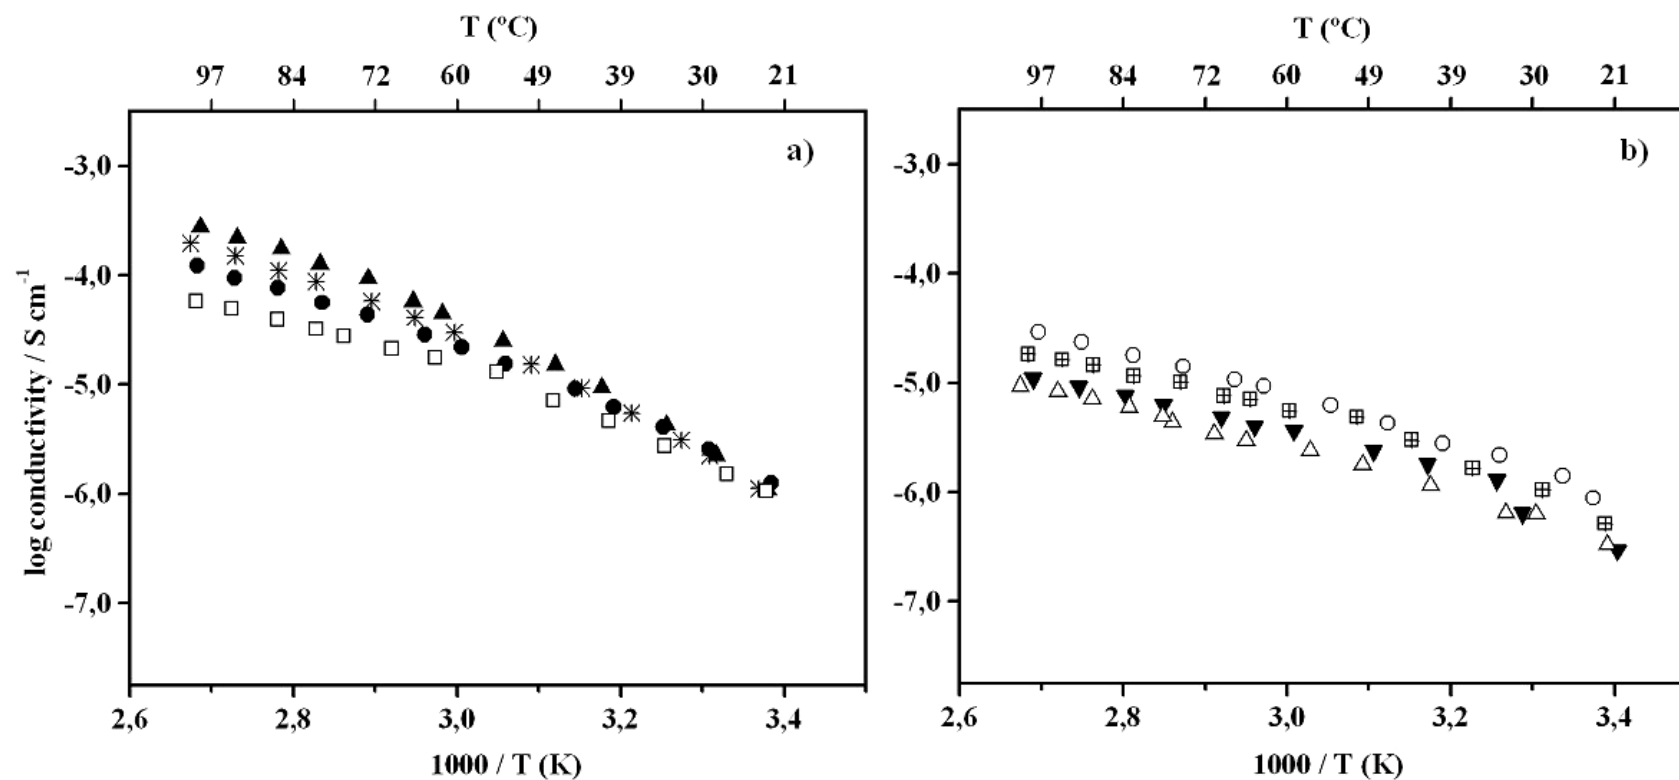 T (ºC)
97 84 72 60 49 39 30 21
a)
-3,0
-4,0
-5,0
-6,0
-7,0
log conductivity / S cm-1
2,6 2,8 3,0 3,2 3,4
1000 / T (K)
T (ºC)
97 84 72 60 49 39 30 21
b)
-3,0
-4,0
-5,0
-6,0
-7,0
2,6 2,8 3,0 3,2 3,4
1000 / T (K)